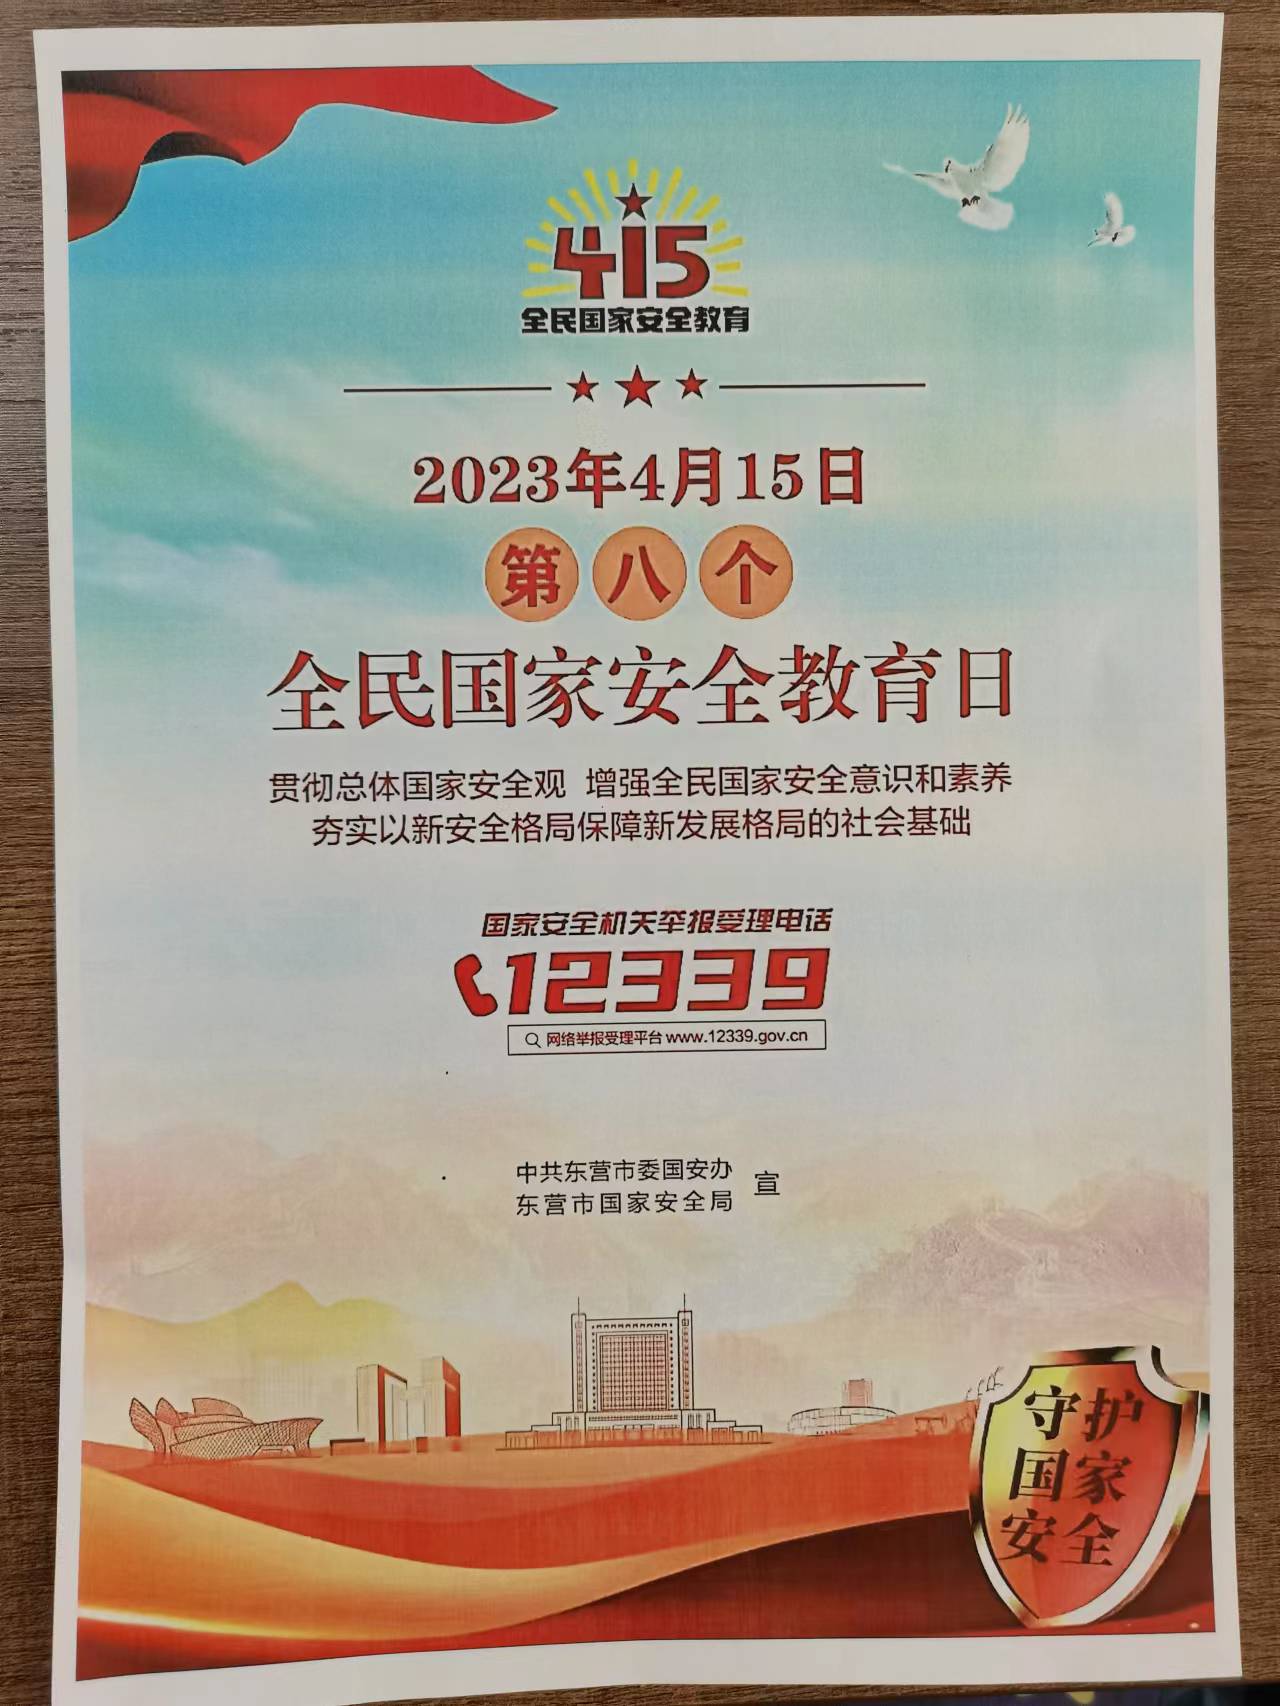 415
全民国家安全教育
2023年4月15日
第八个
全民国家安全教育日
贯彻总体国家安全观 增强全民国家安全意识和素养
夯实以新安全格局保障新发展格局的社会基础
国家安全机关举报受理电话
12339
网络举报受理平台 www.12339.gov.cn
中共东营市委国安办
东营市国家安全局
宣
守护
国家
安全